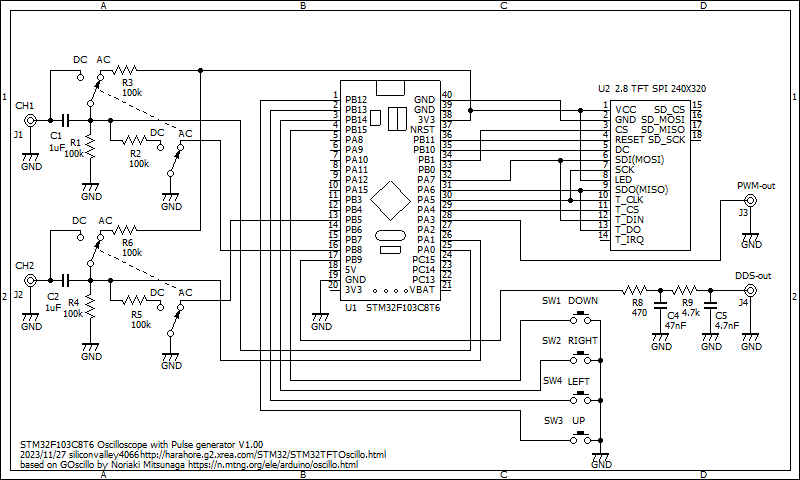 A B C D
DC AC
R3
100k
CH1
J1
C1
1uF
R1
100k
GND
GND
R2
100k
DC AC
GND
DC AC
R6
100k
CH2
J2
C2
1uF
R4
100k
GND
GND
R5
100k
DC AC
GND
1 PB12
2 PB13
3 PB14
4 PB15
5 PA8
6 PA9
7 PA10
8 PA11
9 PA12
10 PA15
11 PB3
12 PB4
13 PB5
14 PB6
15 PB7
16 PB8
17 PB9
18 5V
19 GND
20 3V3
GND 40
GND 39
3V3 38
NRST 37
PB11 36
PB10 35
PB1 34
PB0 33
PA7 32
PA6 31
PA5 30
PA4 29
PA3 28
PA2 27
PA1 26
PA0 25
PC15 24
PC14 23
PC13 22
VBAT 21
U1 STM32F103C8T6
GND
U2 2.8 TFT SPI 240X320
1 VCC SD_CS 15
2 GND SD_MOSI 16
3 CS SD_MISO 17
4 RESET SD_SCK 18
5 DC
6 SDI(MOSI)
7 SCK
8 LED
9 SDO(MISO)
10 T_CLK
11 T_CS
12 T_DIN
13 T_DO
14 T_IRQ
PWM-out
J3
GND
DDS-out
J4
GND
R8
470
C4
47nF
GND
R9
4.7k
C5
4.7nF
GND
SW1 DOWN
SW2 RIGHT
SW4 LEFT
SW3 UP
GND
1 1
2 2
STM32F103C8T6 Oscilloscope with Pulse generator V1.00
2023/11/27 siliconvalley4066http://harahore.g2.xrea.com/STM32/STM32TFTOscillo.html
based on GOscillo by Noriaki Mitsunaga https://n.mtng.org/ele/arduino/oscillo.html
A B C D